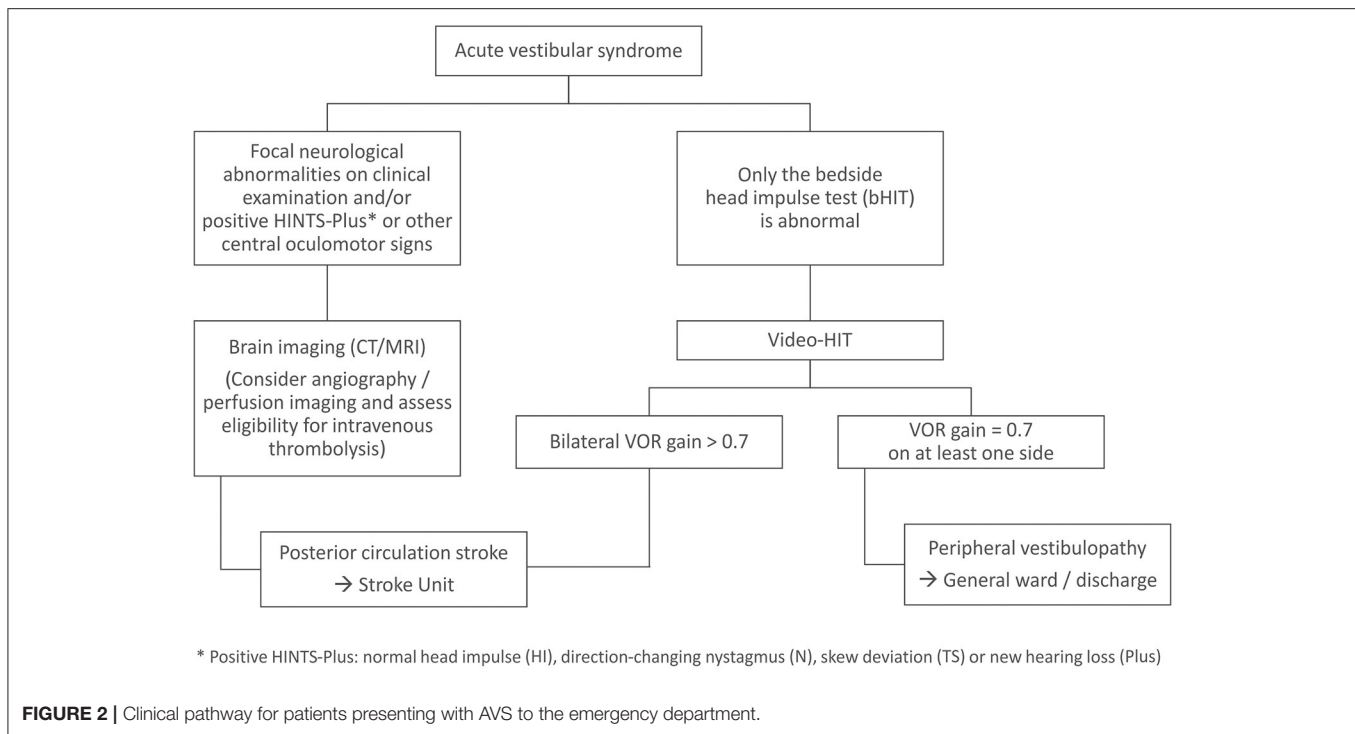 Acute vestibular syndrome
Focal neurological
abnormalities on clinical
examination and/or
positive HINTS-Plus* or other
central oculomotor signs
Only the bedside
head impulse test (bHIT)
is abnormal
Brain imaging (CT/MRI)
(Consider angiography /
perfusion imaging and assess
eligibility for intravenous
thrombolysis)
Video-HIT
Bilateral VOR gain > 0.7
VOR gain = 0.7
on at least one side
Posterior circulation stroke
→ Stroke Unit
Peripheral vestibulopathy
→ General ward / discharge
* Positive HINTS-Plus: normal head impulse (HI), direction-changing nystagmus (N), skew deviation (TS) or new hearing loss (Plus)
FIGURE 2 | Clinical pathway for patients presenting with AVS to the emergency department.